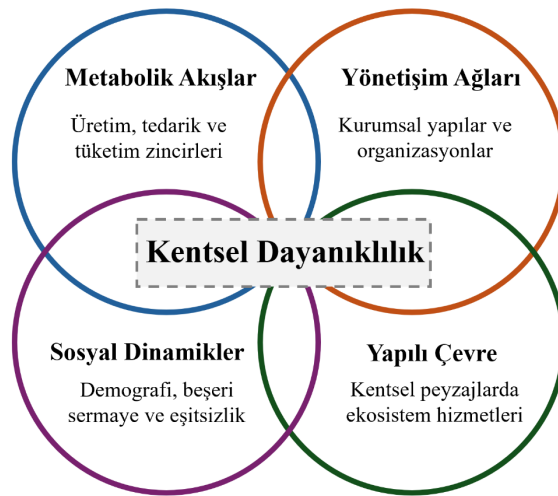 Metabolik Akışlar
Üretim, tedarik ve
tüketim zincirleri
Yönetişim Ağları
Kurumsal yapılar ve
organizasyonlar
Kentsel Dayanıklılık
Sosyal Dinamikler
Demografi, beşeri
sermaye ve eşitsizlik
Yapılı Çevre
Kentsel peyzajlarda
ekosistem hizmetleri